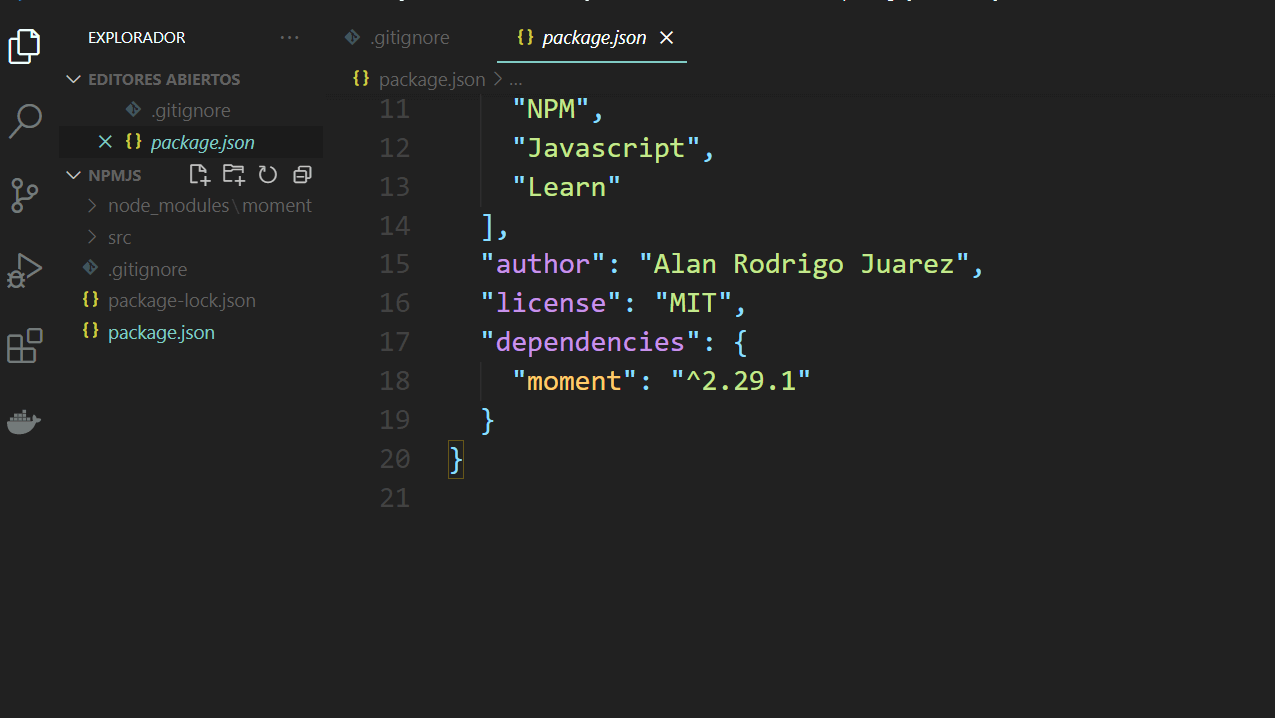 EXPLORADOR
EDITORES ABIERTOS
.gitignore
package.json
NPMJS
node_modules\moment
src
.gitignore
package-lock.json
package.json
.gitignore
package.json
package.json > ...
11 "NPM",
12 "Javascript",
13 "Learn"
14 ],
15 "author": "Alan Rodrigo Juarez",
16 "license": "MIT",
17 "dependencies": {
18 "moment": "^2.29.1"
19 }
20 }
21